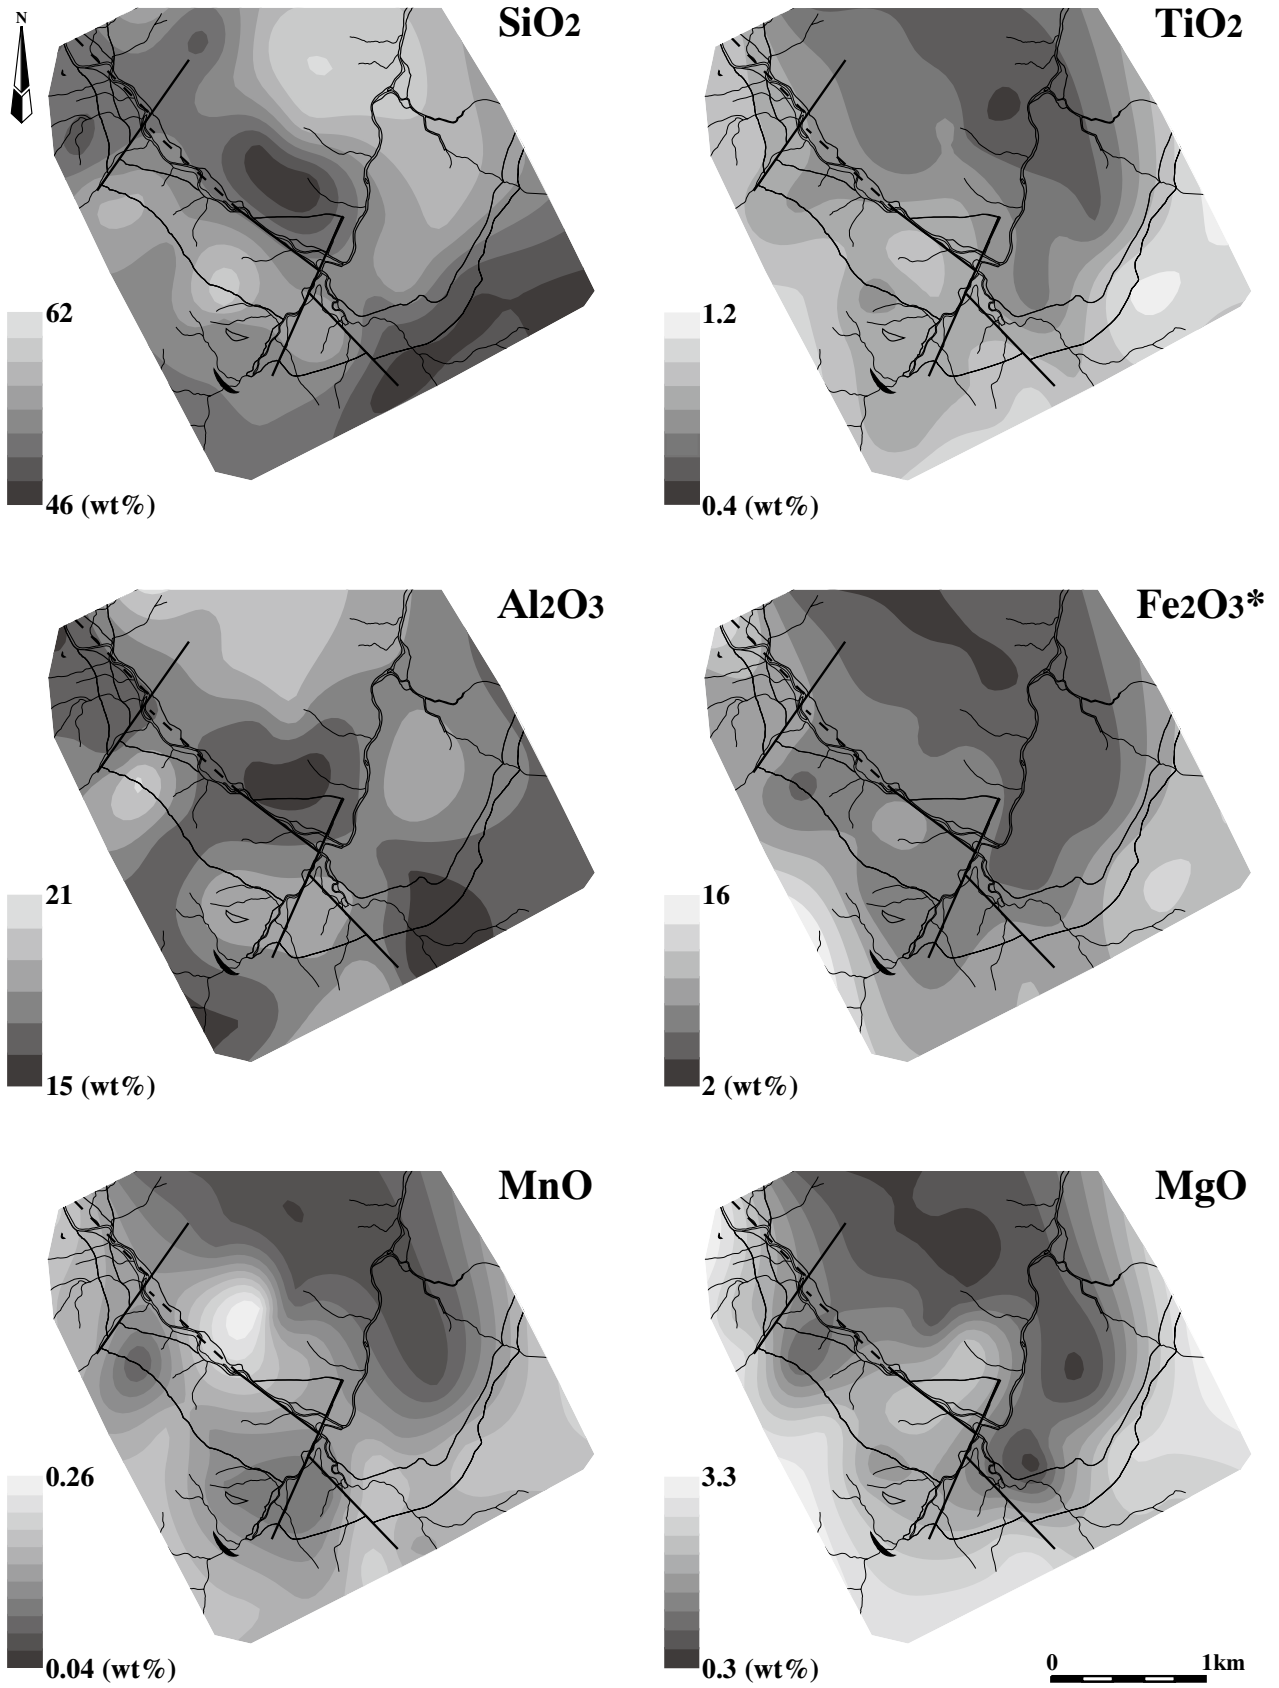 N
SiO2
TiO2
62
46 (wt%)
1.2
0.4 (wt%)
Al2O3
Fe2O3*
21
15 (wt%)
16
2 (wt%)
MnO
MgO
0.26
0.04 (wt%)
3.3
0.3 (wt%)
0 1km